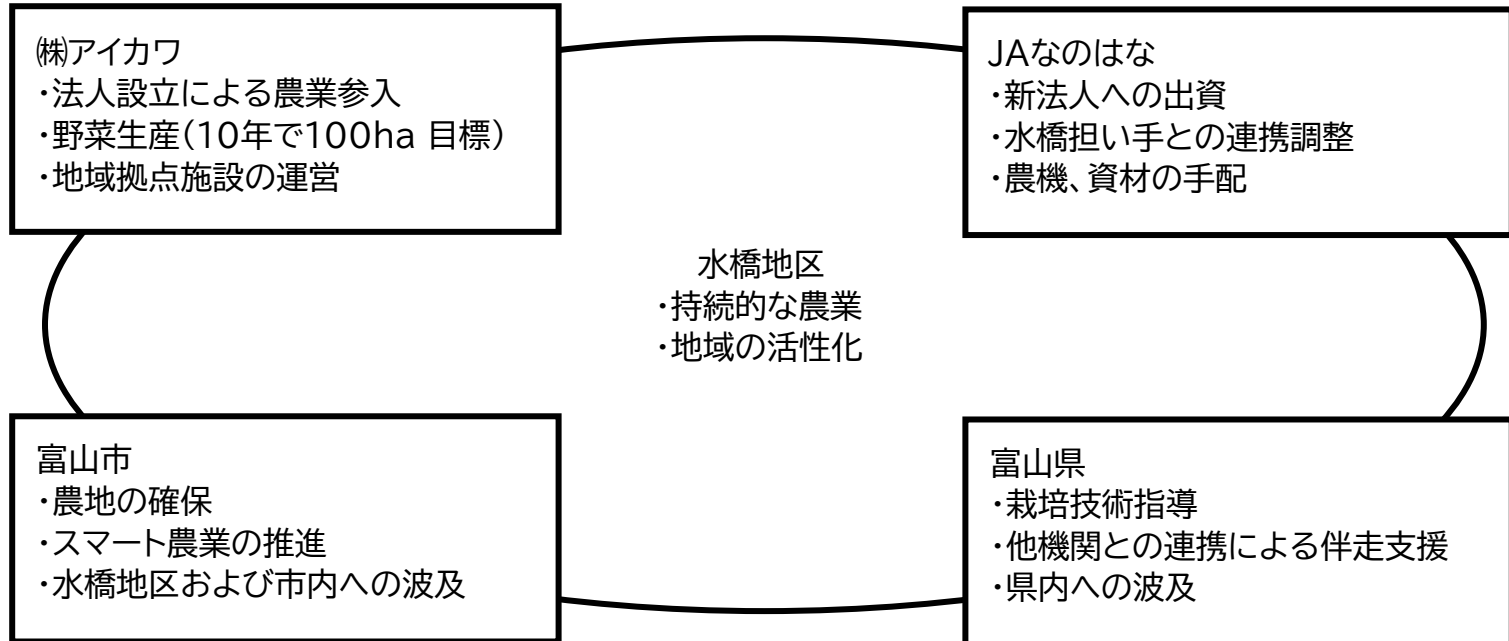 ㈱アイカワ
・法人設立による農業参入
・野菜生産(10年で100ha 目標)
・地域拠点施設の運営
JAなのはな
・新法人への出資
・水橋担い手との連携調整
・農機、資材の手配
水橋地区
・持続的な農業
・地域の活性化
富山市
・農地の確保
・スマート農業の推進
・水橋地区および市内への波及
富山県
・栽培技術指導
・他機関との連携による伴走支援
・県内への波及